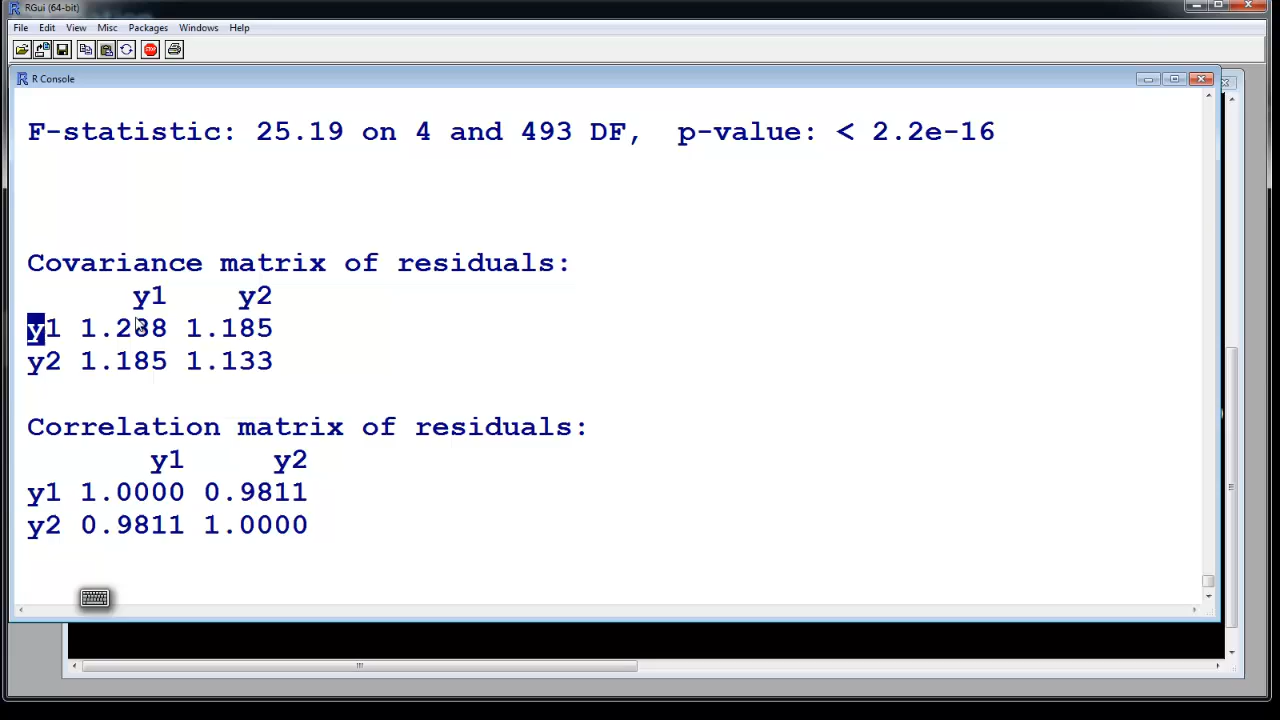 RGui (64-bit)
File Edit View Misc Packages Windows Help
STOP
R Console
F-statistic: 25.19 on 4 and 493 DF,  p-value: < 2.2e-16
Covariance matrix of residuals:
y1 y2
y1 1.288 1.185
y2 1.185 1.133
Correlation matrix of residuals:
y1 y2
y1 1.0000 0.9811
y2 0.9811 1.0000